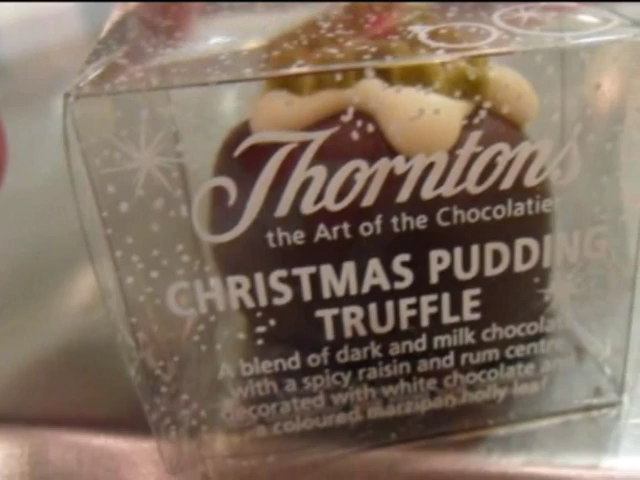 Thorntons
the Art of the Chocolatie
CHRISTMAS PUDDING
TRUFFLE
A blend of dark and milk chocola
with a spicy raisin and rum centre
decorated with white chocolate an
a coloured marzipan holly leaf